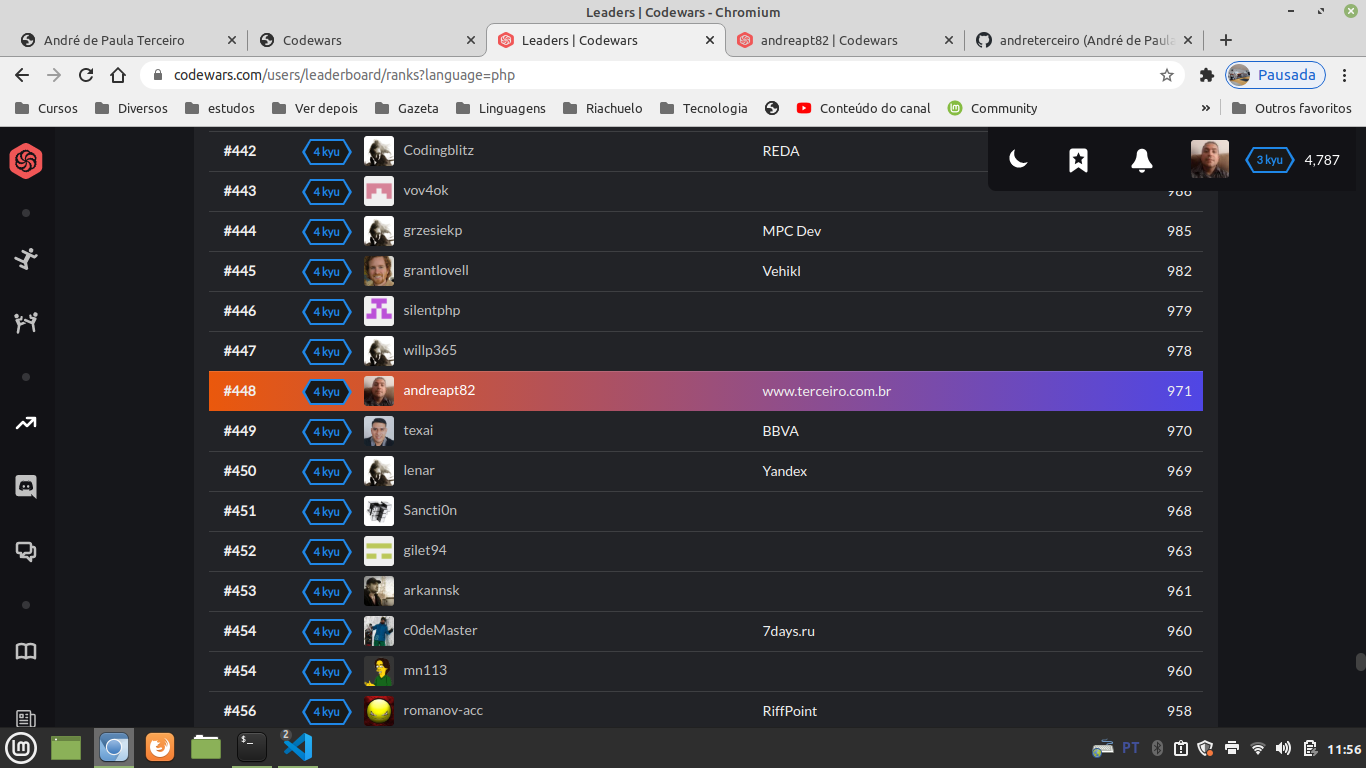 Leaders | Codewars - Chromium
André de Paula Terceiro
Codewars
Leaders | Codewars
andreapt82 | Codewars
andreterceiro (André de Paula
codewars.com/users/leaderboard/ranks?language=php
Pausada
Cursos Diversos estudos Ver depois Gazeta Linguagens Riachuelo Tecnologia Conteúdo do canal Community » Outros favoritos
3 kyu 4,787
#442 4 kyu Codingblitz REDA
#443 4 kyu vov4ok 986
#444 4 kyu grzesiekp MPC Dev 985
#445 4 kyu grantlovell Vehikl 982
#446 4 kyu silentphp 979
#447 4 kyu willp365 978
#448 4 kyu andreapt82 www.terceiro.com.br 971
#449 4 kyu texai BBVA 970
#450 4 kyu lenar Yandex 969
#451 4 kyu Sancti0n 968
#452 4 kyu gilet94 963
#453 4 kyu arkannsk 961
#454 4 kyu c0deMaster 7days.ru 960
#454 4 kyu mn113 960
#456 4 kyu romanov-acc RiffPoint 958
$_ 2 PT 11:56